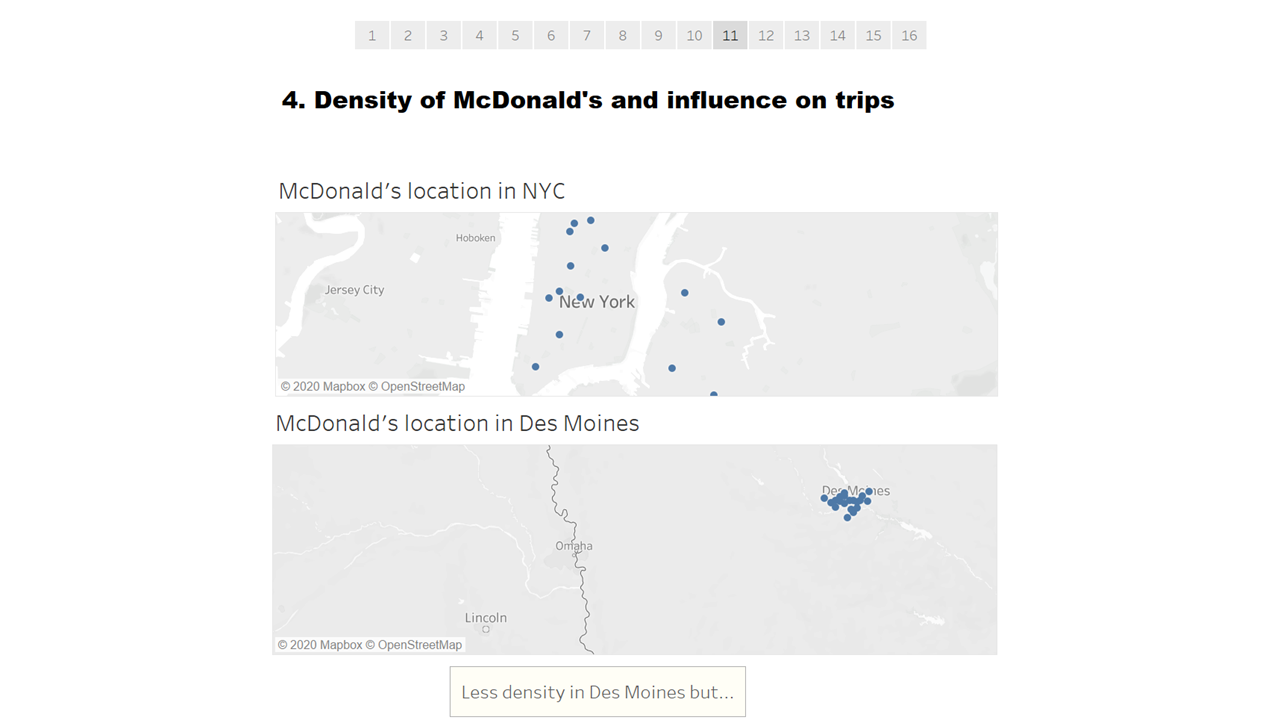 1 2 3 4 5 6 7 8 9 10 11 12 13 14 15 16
4. Density of McDonald's and influence on trips
McDonald's location in NYC
Hoboken
Jersey City
New York
© 2020 Mapbox © OpenStreetMap
McDonald's location in Des Moines
Des Moines
Omaha
Lincoln
© 2020 Mapbox © OpenStreetMap
Less density in Des Moines but...